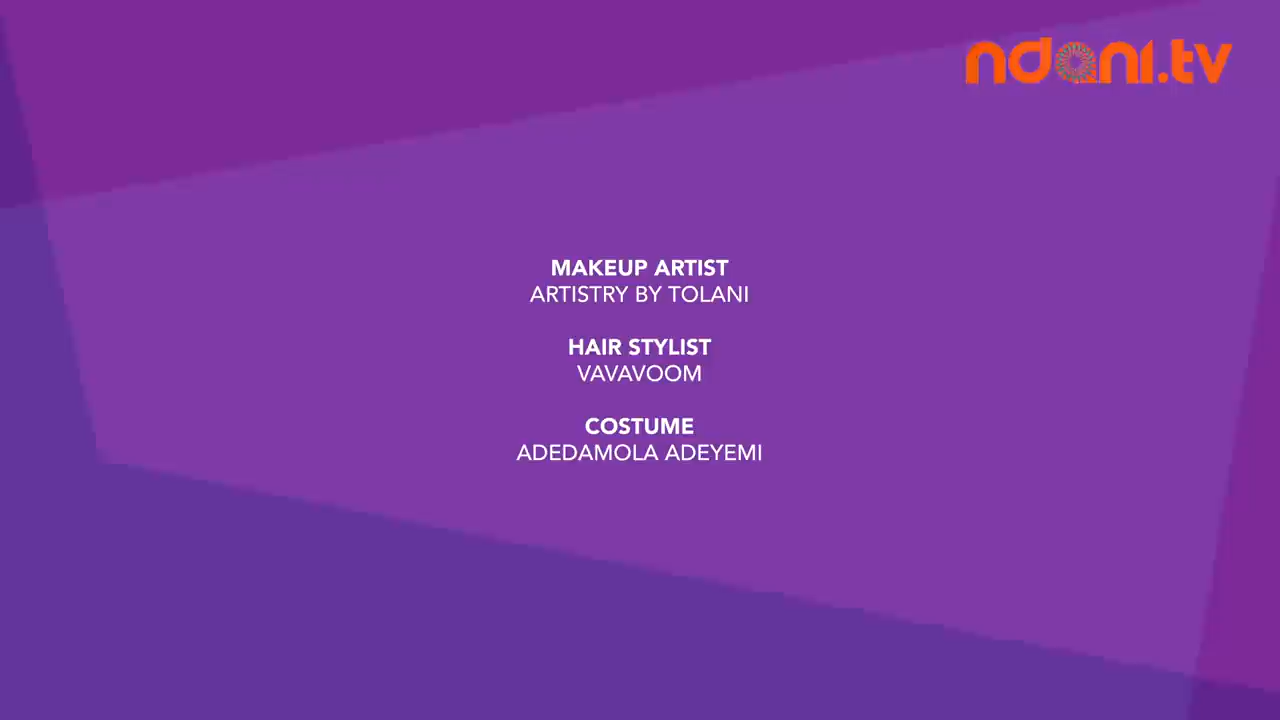 ndani.tv
MAKEUP ARTIST
ARTISTRY BY TOLANI
HAIR STYLIST
VAVAVOOM
COSTUME
ADEDAMOLA ADEYEMI